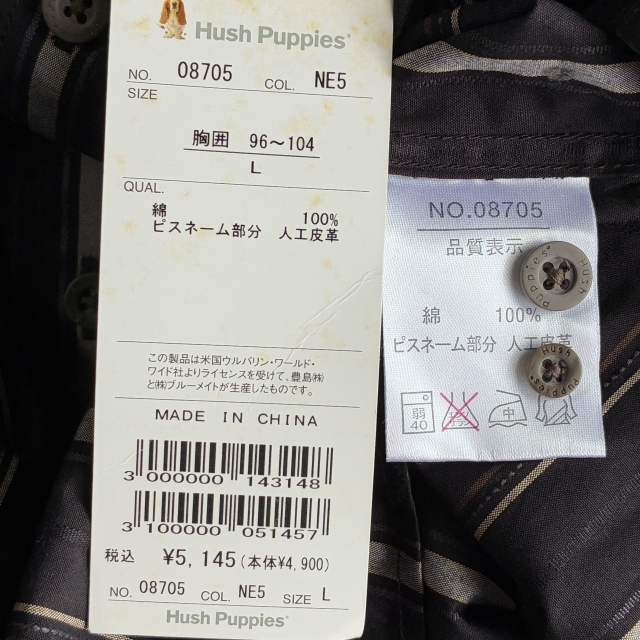 Hush Puppies®
NO. 08705 COL. NE5
SIZE
胸囲 96～104
L
QUAL.
綿 100%
ピスネーム部分 人工皮革
この製品は米国ウルバリン・ワールド・
ワイド社よりライセンスを受けて、豊島㈱
と㈱ブルーメイトが生産したものです。
MADE IN CHINA
3 000000 143148
3 100000 051457
税込 ¥5,145(本体¥4,900)
NO. 08705 COL. NE5 SIZE L
Hush Puppies®
NO.08705
品質表示
綿 100%
ピスネーム部分 人工皮革
弱
40
中
Hush Puppies®
Hush Puppies